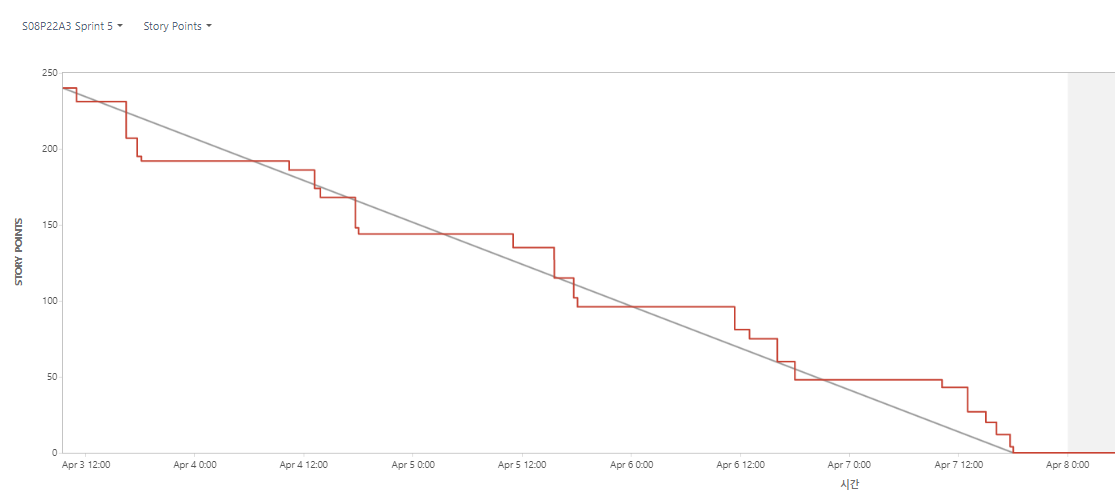 S08P22A3 Sprint 5 Story Points
250
200
150
100
50
0
STORY POINTS
Apr 3 12:00 Apr 4 0:00 Apr 4 12:00 Apr 5 0:00 Apr 5 12:00 Apr 6 0:00 Apr 6 12:00 Apr 7 0:00 Apr 7 12:00 Apr 8 0:00
시간